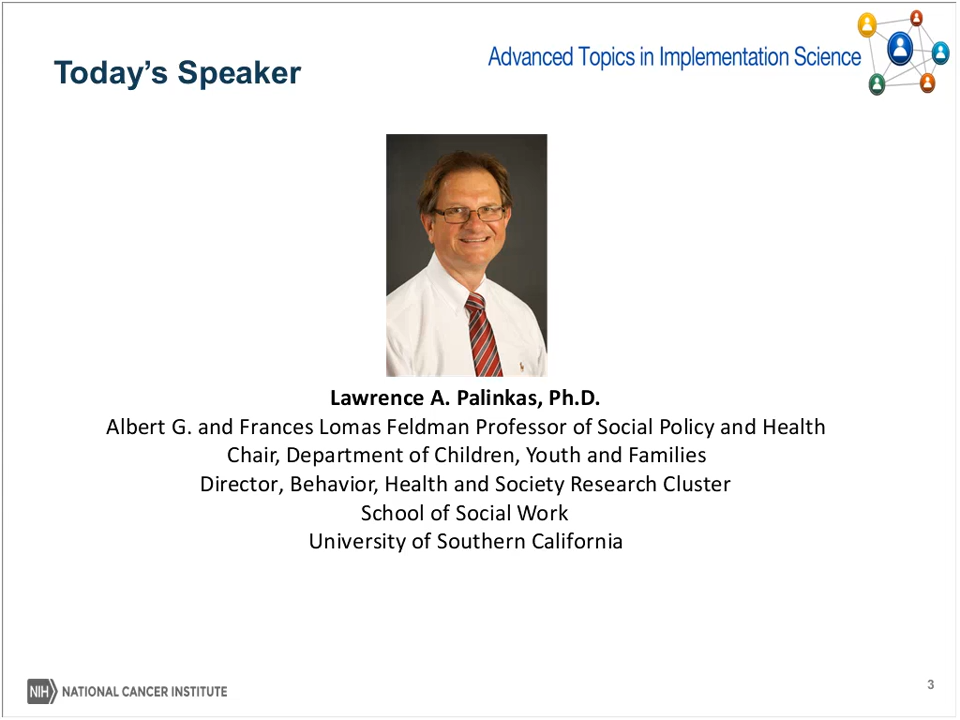 Today’s Speaker
Advanced Topics in Implementation Science
Lawrence A. Palinkas, Ph.D.
Albert G. and Frances Lomas Feldman Professor of Social Policy and Health
Chair, Department of Children, Youth and Families
Director, Behavior, Health and Society Research Cluster
School of Social Work
University of Southern California
NIH NATIONAL CANCER INSTITUTE
3